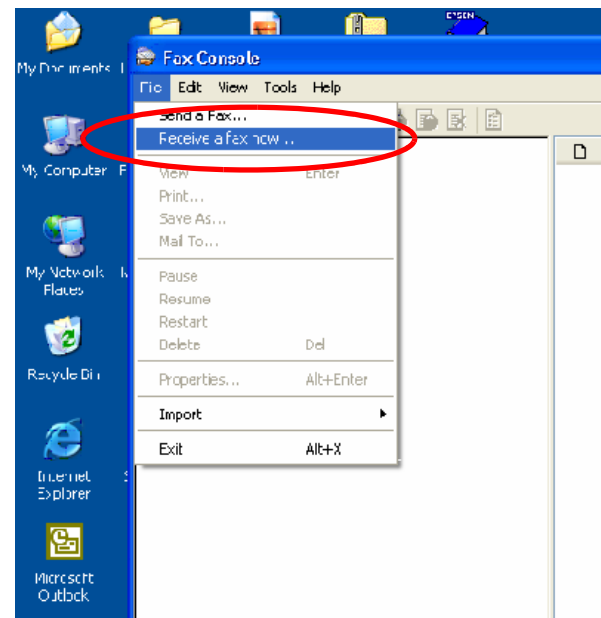 EPSON
My Documents
Fax Console
File Edit View Tools Help
Send a Fax...
Receive a fax now...
View Enter
Print...
Save As...
Mail To...
Pause
Resume
Restart
Delete Del
Properties... Alt+Enter
Import
Exit Alt+X
My Computer
My Network
Places
Recycle Bin
Internet
Explorer
Microsoft
Outlook